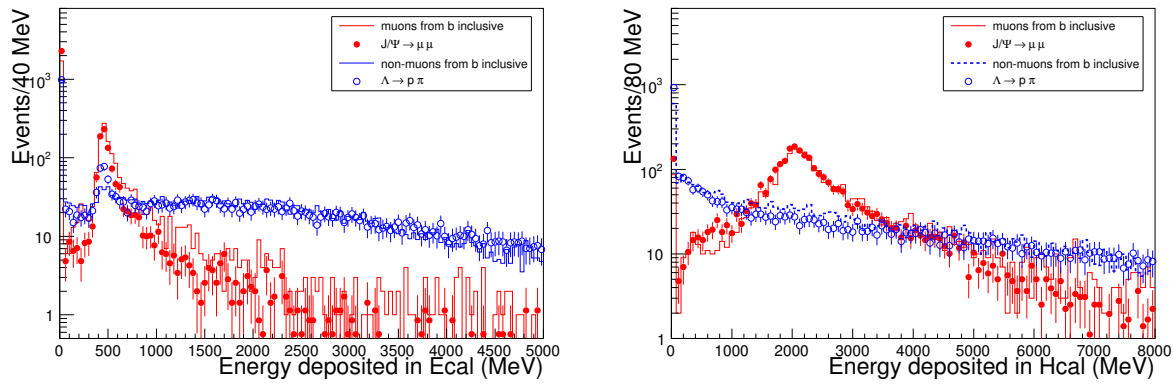 Events/40 MeV
10³
10²
10
1
muons from b inclusive
J/Ψ→μ μ
non-muons from b inclusive
Λ→p π
0 500 1000 1500 2000 2500 3000 3500 4000 4500 5000
Energy deposited in Ecal (MeV)
Events/80 MeV
10³
10²
10
1
muons from b inclusive
J/Ψ→μ μ
non-muons from b inclusive
Λ→p π
0 1000 2000 3000 4000 5000 6000 7000 8000
Energy deposited in Hcal (MeV)